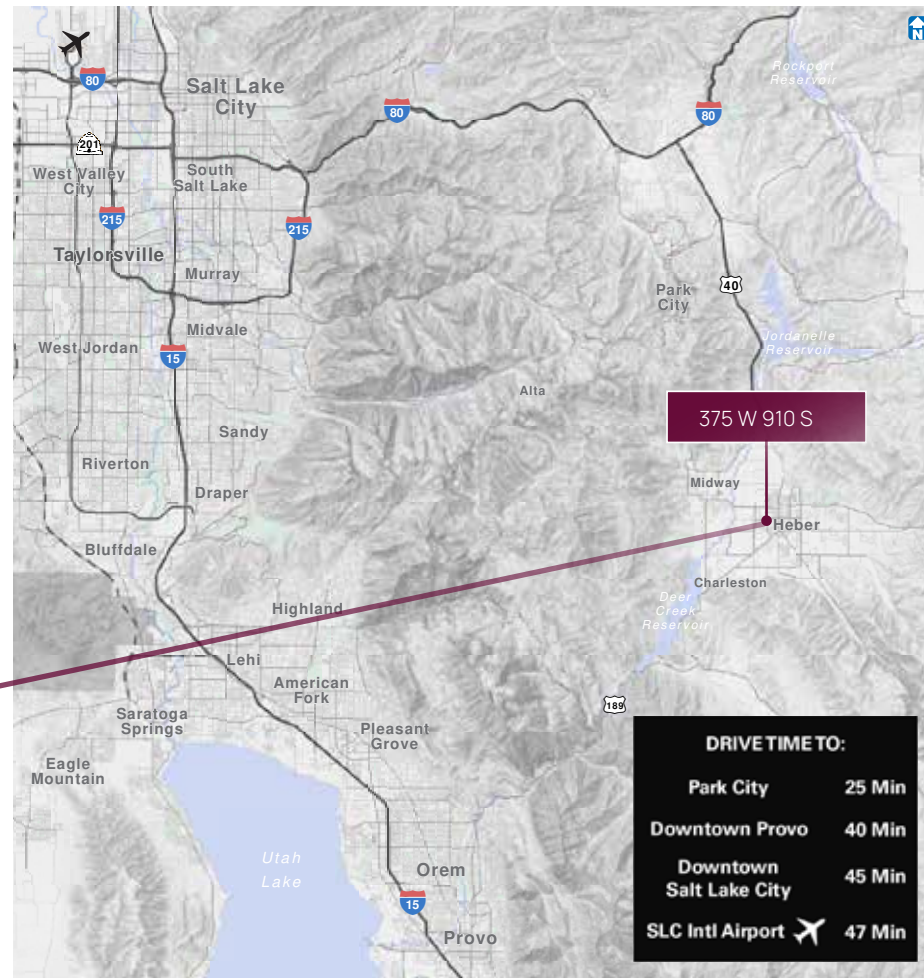 N
Rockport
Reservoir
80
Salt Lake
City
80
80
201
West Valley
City
South
Salt Lake
215
215
Taylorsville
Murray
Park
City
40
Midvale
Jordanelle
Reservoir
West Jordan
15
Alta
375 W 910 S
Sandy
Riverton
Midway
Draper
Heber
Bluffdale
Charleston
Deer
Creek
Reservoir
Highland
Lehi
American
Fork
189
Saratoga
Springs
Pleasant
Grove
Eagle
Mountain
DRIVE TIME TO:
Park City 25 Min
Downtown Provo 40 Min
Downtown
Salt Lake City 45 Min
SLC Intl Airport 47 Min
Utah
Lake
Orem
15
Provo